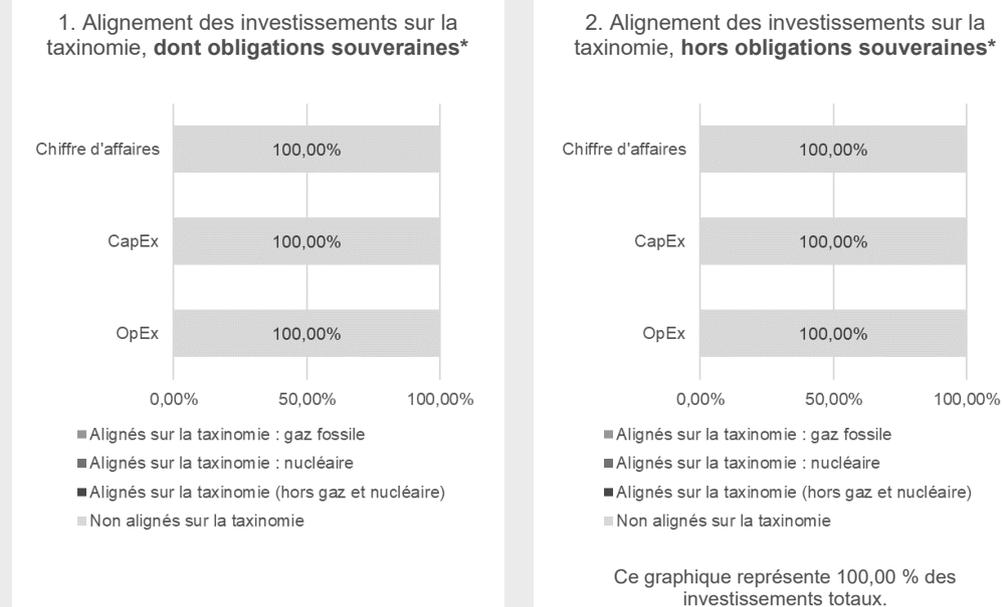 1. Alignement des investissements sur la
taxinomie, dont obligations souveraines*
Chiffre d'affaires
100,00%
CapEx
100,00%
OpEx
100,00%
0,00%
50,00%
100,00%
Alignés sur la taxinomie : gaz fossile
Alignés sur la taxinomie : nucléaire
Alignés sur la taxinomie (hors gaz et nucléaire)
Non alignés sur la taxinomie
2. Alignement des investissements sur la
taxinomie, hors obligations souveraines*
Chiffre d'affaires
100,00%
CapEx
100,00%
OpEx
100,00%
0,00%
50,00%
100,00%
Alignés sur la taxinomie : gaz fossile
Alignés sur la taxinomie : nucléaire
Alignés sur la taxinomie (hors gaz et nucléaire)
Non alignés sur la taxinomie
Ce graphique représente 100,00 % des
investissements totaux.